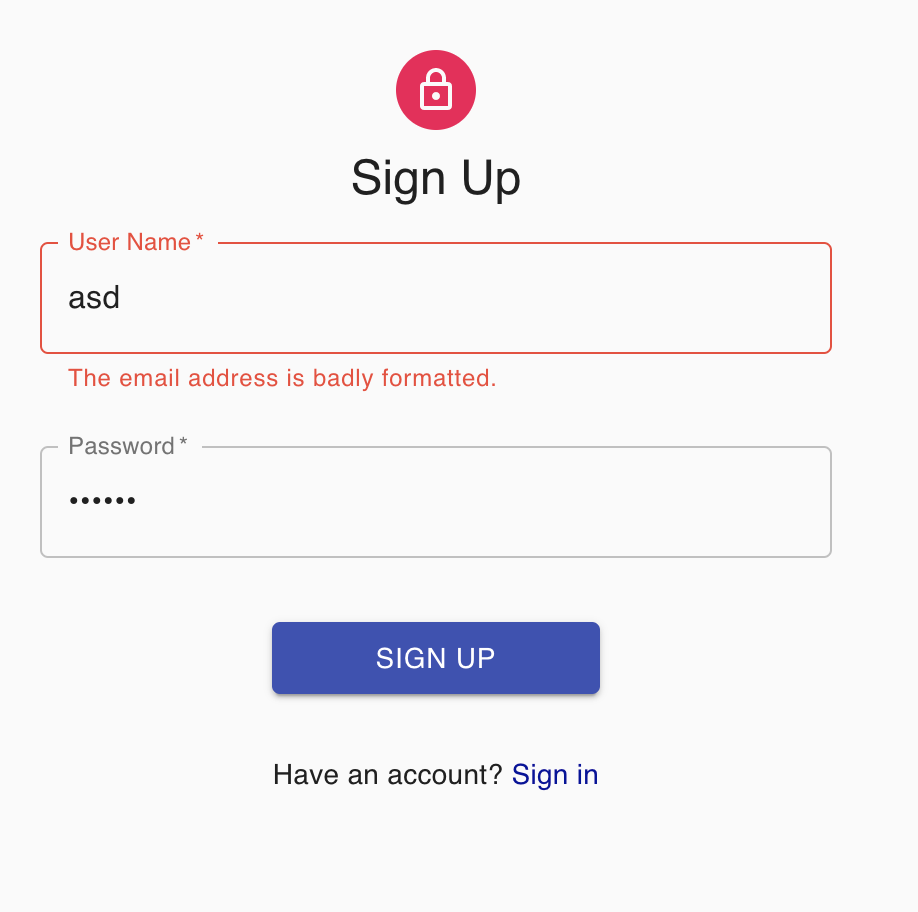 Sign Up
User Name *
asd
The email address is badly formatted.
Password *
••••••
SIGN UP
Have an account? Sign in